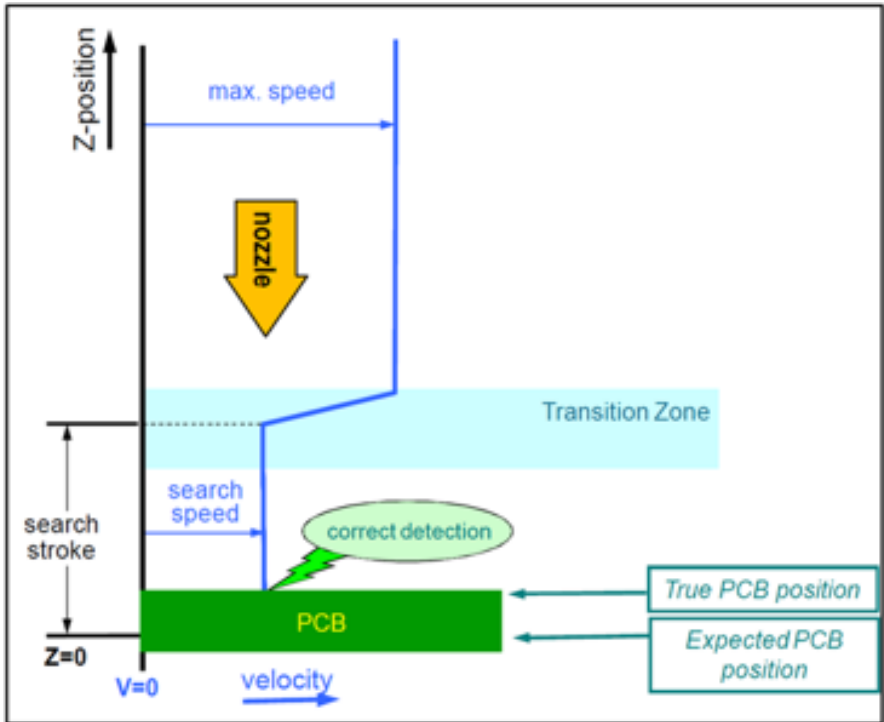 Z-position
max. speed
nozzle
Transition Zone
search
speed
search
stroke
correct detection
True PCB position
PCB
Expected PCB
position
Z=0
V=0
velocity